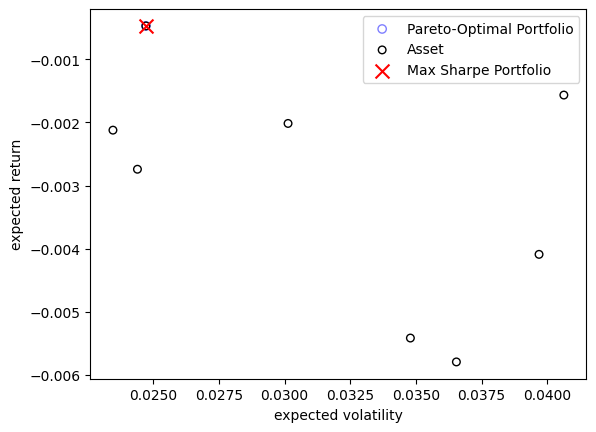 Pareto-Optimal Portfolio
Asset
Max Sharpe Portfolio
−0.001
−0.002
−0.003
−0.004
−0.005
−0.006
expected return
0.0250 0.0275 0.0300 0.0325 0.0350 0.0375 0.0400
expected volatility